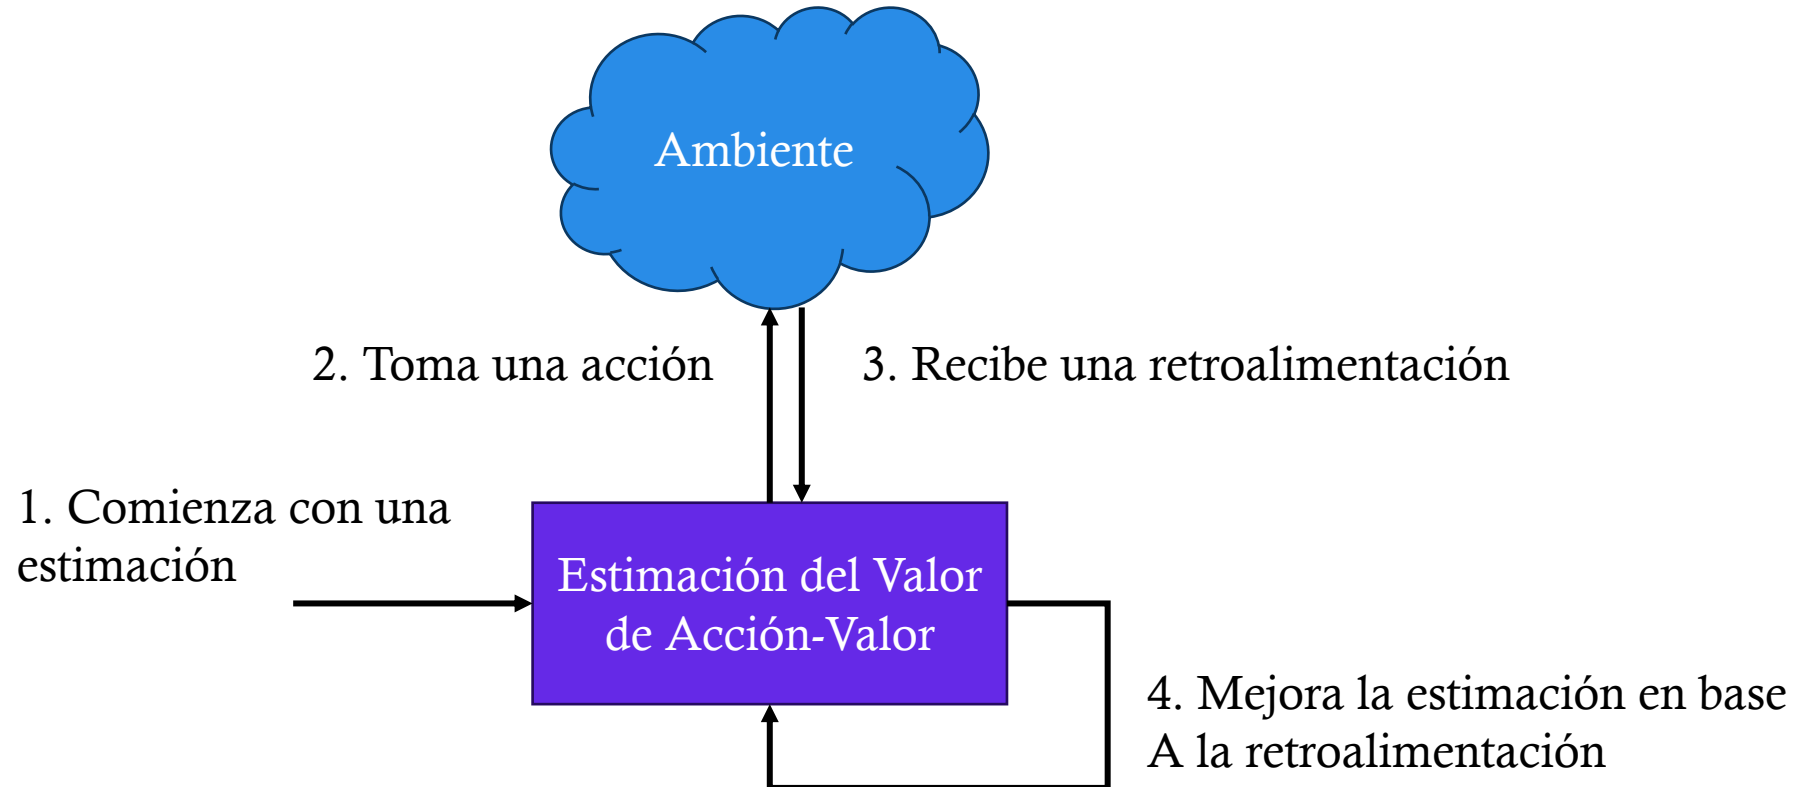 Ambiente
2. Toma una acción
3. Recibe una retroalimentación
1. Comienza con una
estimación
Estimación del Valor
de Acción-Valor
4. Mejora la estimación en base
A la retroalimentación